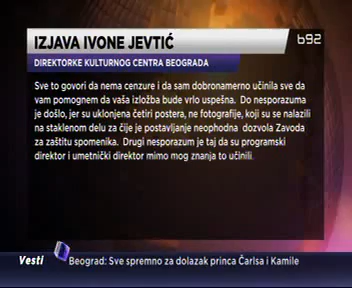 IZJAVA IVONE JEVTIĆ
b92
DIREKTORKE KULTURNOG CENTRA BEOGRADA
Sve to govori da nema cenzure i da sam dobronamerno učinila sve da
vam pomognem da vaša izložba bude vrlo uspešna. Do nesporazuma
je došlo, jer su uklonjena četiri postera, ne fotografije, koji su se nalazili
na staklenom delu za čije je postavljanje neophodna dozvola Zavoda
za zaštitu spomenika. Drugi nesporazum je taj da su programski
direktor i umetnički direktor mimo mog znanja to učinili.
Vesti
Beograd: Sve spremno za dolazak princa Čarlsa i Kamile